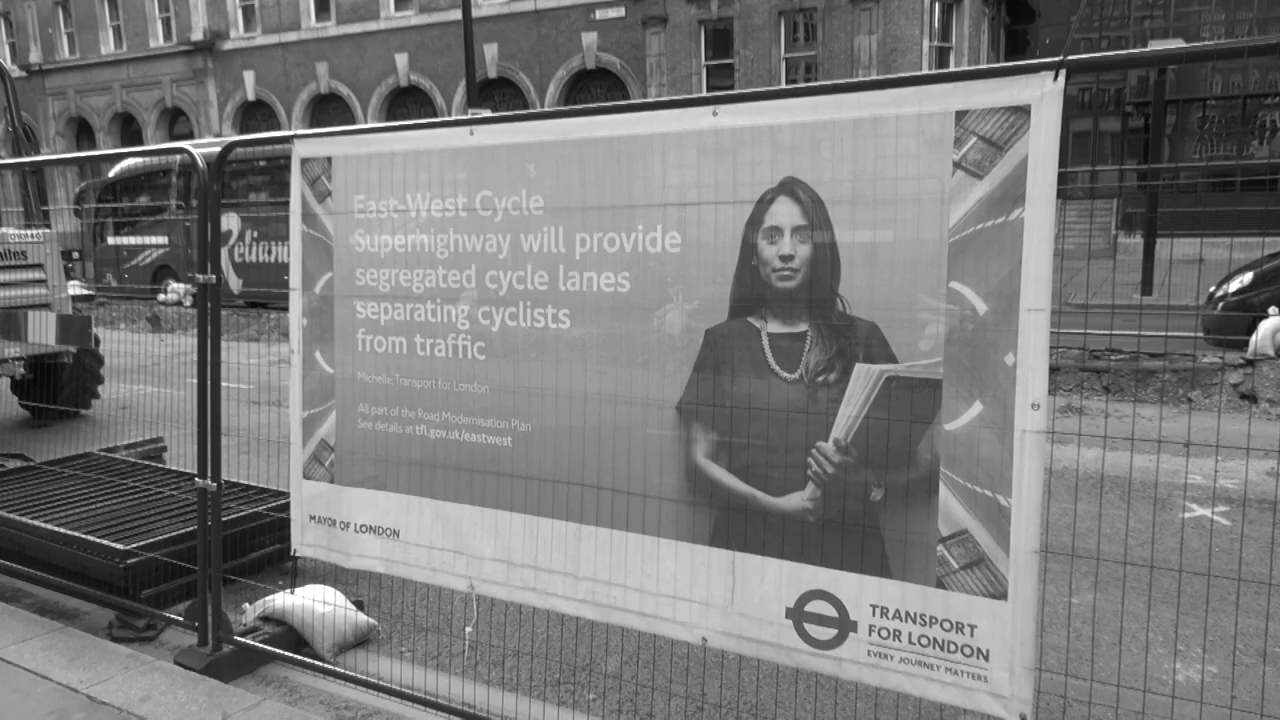 East-West Cycle
Superhighway will provide
segregated cycle lanes
separating cyclists
from traffic
Michelle, Transport for London
All part of the Road Modernisation Plan
See details at tfl.gov.uk/eastwest
MAYOR OF LONDON
TRANSPORT
FOR LONDON
EVERY JOURNEY MATTERS